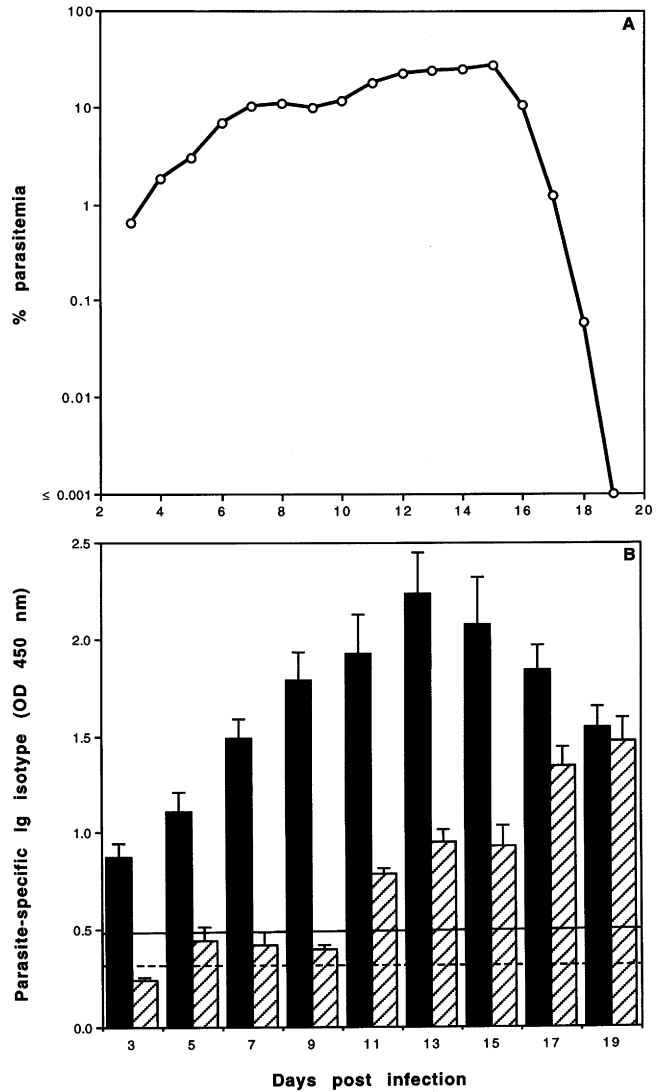 A
100
10
1
0.1
0.01
≤ 0.001
% parasitemia
2 4 6 8 10 12 14 16 18 20
B
2.5
2.0
1.5
1.0
0.5
0.0
Parasite-specific Ig isotype (OD 450 nm)
3 5 7 9 11 13 15 17 19
Days post infection